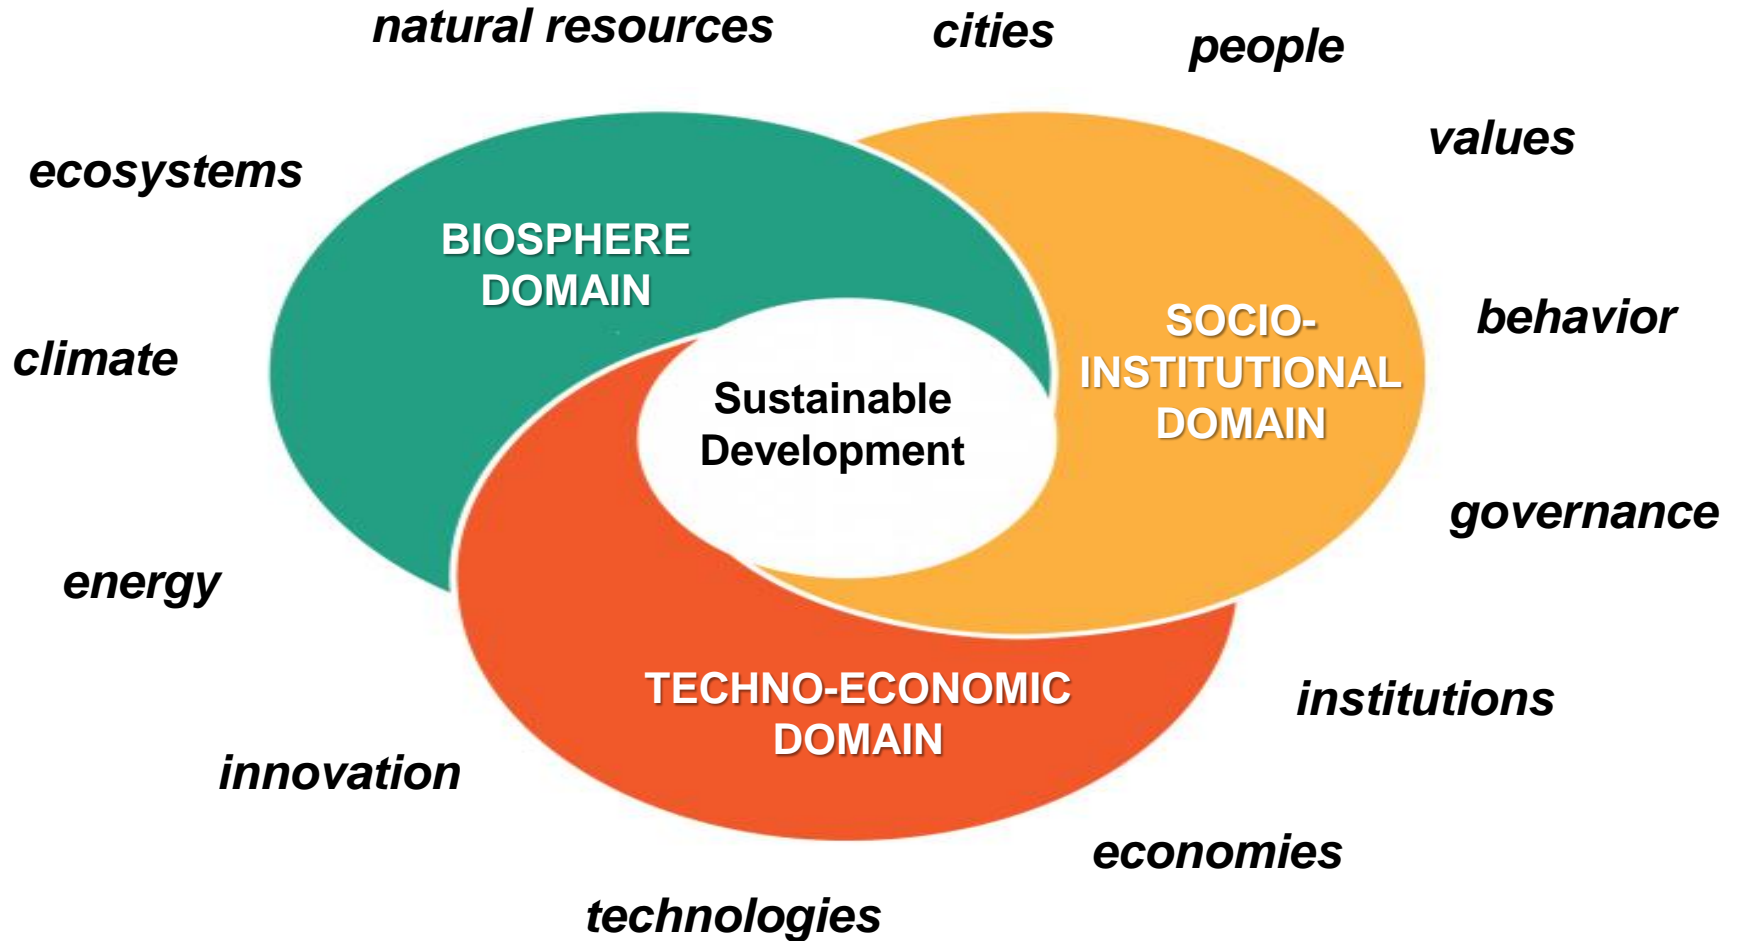 natural resources
cities
people
values
ecosystems
BIOSPHERE
DOMAIN
SOCIO-
INSTITUTIONAL
DOMAIN
behavior
climate
Sustainable
Development
governance
energy
TECHNO-ECONOMIC
DOMAIN
institutions
innovation
economies
technologies